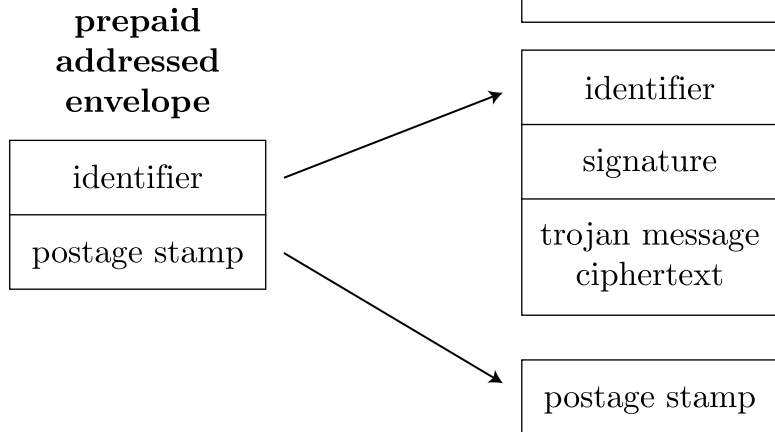 prepaid
addressed
envelope
identifier
postage stamp
identifier
signature
trojan message
ciphertext
postage stamp